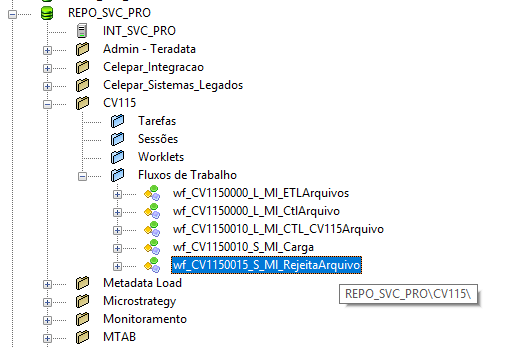 REPO_SVC_PRO
INT_SVC_PRO
Admin - Teradata
Celepar_Integracao
Celepar_Sistemas_Legados
CV115
Tarefas
Sessões
Worklets
Fluxos de Trabalho
wf_CV1150000_L_MI_ETLArquivos
wf_CV1150000_L_MI_CtlArquivo
wf_CV1150010_L_MI_CTL_CV115Arquivo
wf_CV1150010_S_MI_Carga
wf_CV1150015_S_MI_RejeitaArquivo
Metadata Load
REPO_SVC_PRO\CV115\
Microstrategy
Monitoramento
MTAB